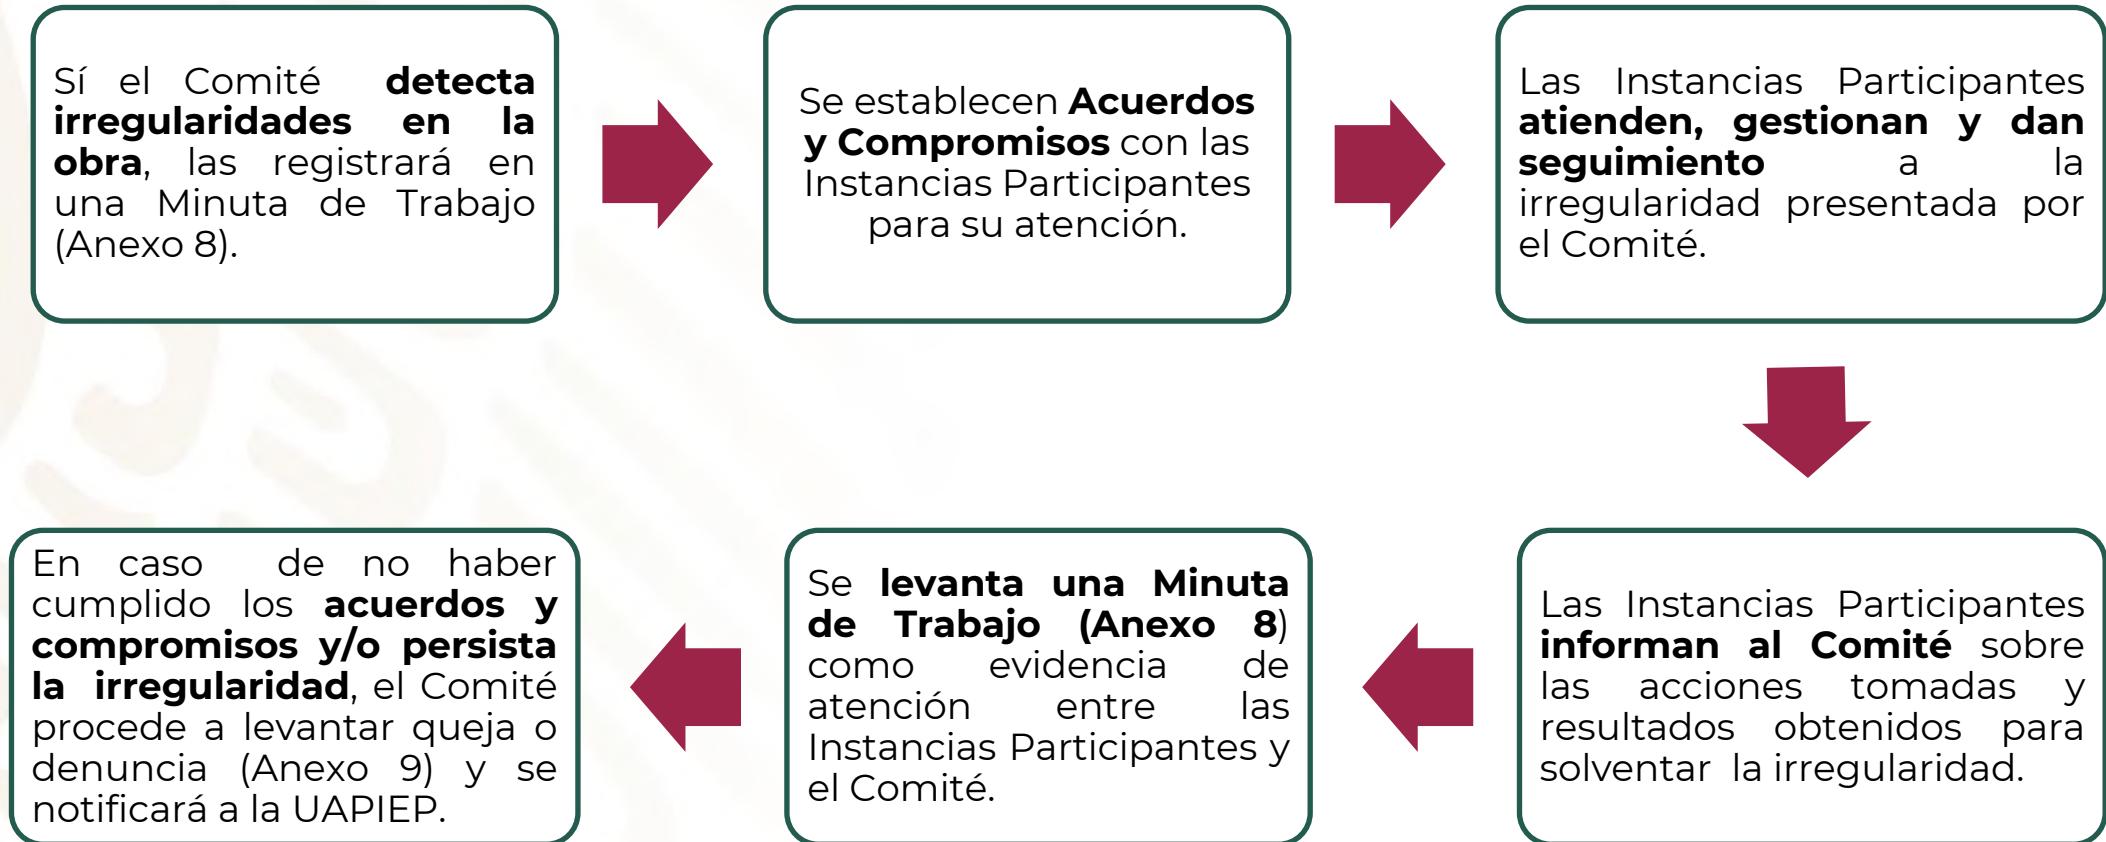 Sí el Comité detecta
irregularidades en la
obra, las registrará en
una Minuta de Trabajo
(Anexo 8).
Se establecen Acuerdos
y Compromisos con las
Instancias Participantes
para su atención.
Las Instancias Participantes
atienden, gestionan y dan
seguimiento a la
irregularidad presentada por
el Comité.
Las Instancias Participantes
informan al Comité sobre
las acciones tomadas y
resultados obtenidos para
solventar la irregularidad.
Se levanta una Minuta
de Trabajo (Anexo 8)
como evidencia de
atención entre las
Instancias Participantes y
el Comité.
En caso de no haber
cumplido los acuerdos y
compromisos y/o persista
la irregularidad, el Comité
procede a levantar queja o
denuncia (Anexo 9) y se
notificará a la UAPIEP.